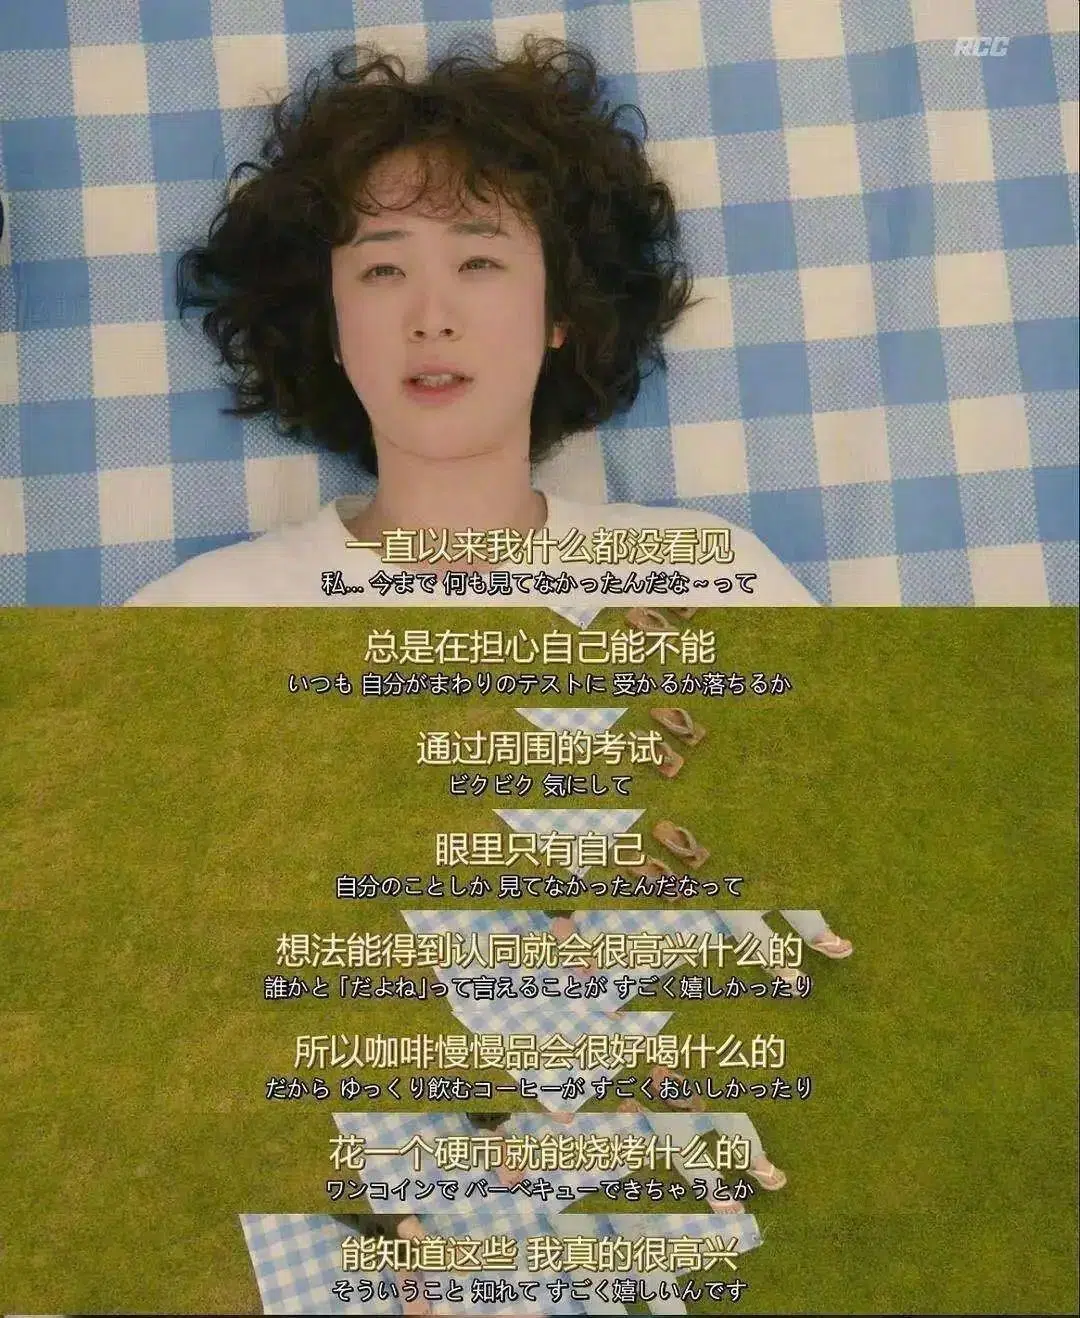 RCC
一直以来我什么都没看见
私… 今まで 何も見てなかったんだな～って
总是在担心自己能不能
いつも 自分がまわりのテストに 受かるか落ちるか
通过周围的考试
ビクビク 気にして
眼里只有自己
自分のことしか 見てなかったんだなって
想法能得到认同就会很高兴什么的
誰かと「だよね」って言えることが すごく嬉しかったり
所以咖啡慢慢品会很好喝什么的
だから ゆっくり飲むコーヒーが すごくおいしかったり
花一个硬币就能烧烤什么的
ワンコインで バーベキューできちゃうとか
能知道这些 我真的很高兴
そういうこと 知れて すごく嬉しいんです